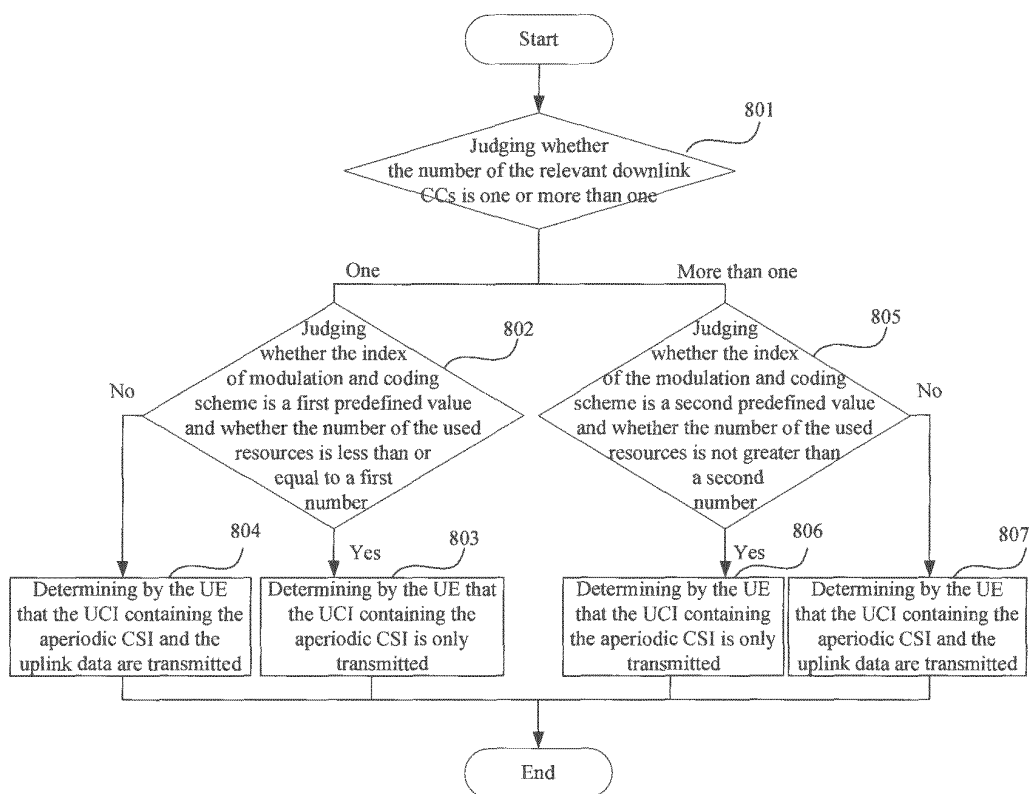 Start
801
Judging whether
the number of the relevant downlink
CCs is one or more than one
One
More than one
802
Judging
whether the index
of modulation and coding
scheme is a first predefined value
and whether the number of the used
resources is less than or
equal to a first
number
No
805
Judging
whether the index
of the modulation and coding
scheme is a second predefined value
and whether the number of the used
resources is not greater than
a second
number
No
804
Yes
803
Yes
806
807
Determining by the UE
that the UCI containing the
aperiodic CSI and the
uplink data are transmitted
Determining by the UE that
the UCI containing the
aperiodic CSI is only
transmitted
Determining by the UE
that the UCI containing
the aperiodic CSI is only
transmitted
Determining by the UE
that the UCI containing the
aperiodic CSI and the
uplink data are transmitted
End